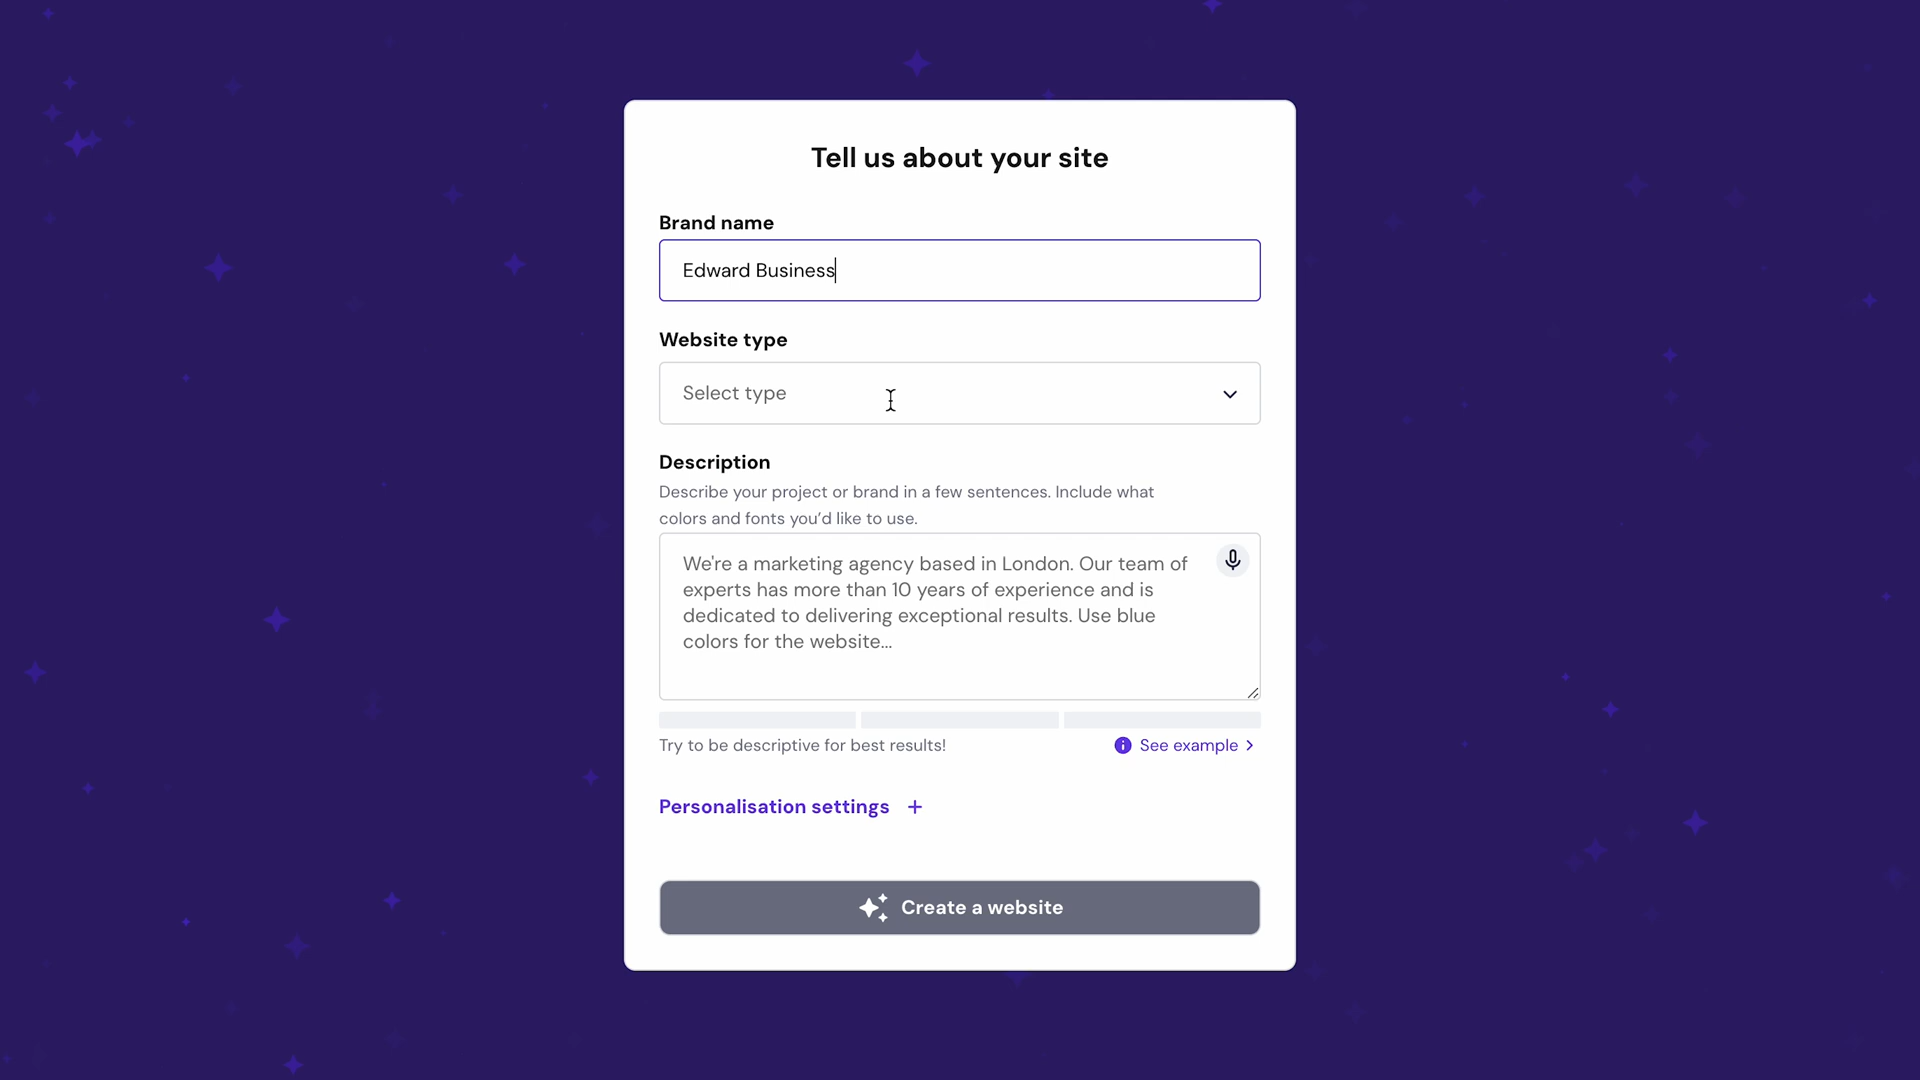 Tell us about your site
Brand name
Edward Business
Website type
Select type
Description
Describe your project or brand in a few sentences. Include what
colors and fonts you’d like to use.
We're a marketing agency based in London. Our team of
experts has more than 10 years of experience and is
dedicated to delivering exceptional results. Use blue
colors for the website...
Try to be descriptive for best results!
See example
Personalisation settings +
Create a website